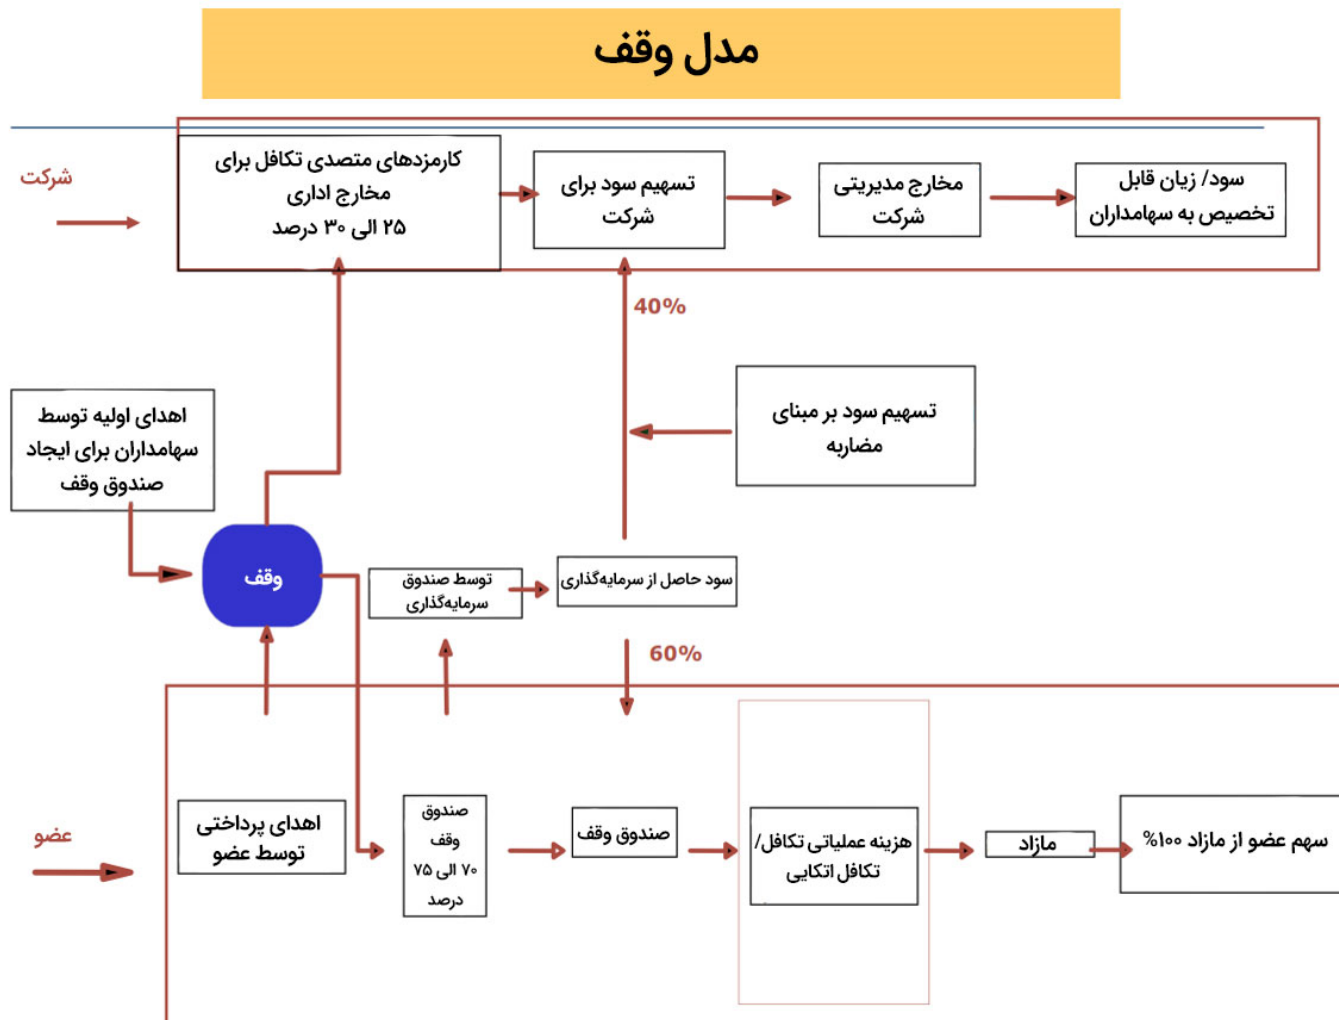 مدل وقف
شرکت
کارمزدهای متصدی تکافل برای
مخارج اداری
۲۵ الی ۳۰ درصد
تسهیم سود برای
شرکت
مخارج مدیریتی
شرکت
سود/ زیان قابل
تخصیص به سهامداران
40%
اهدای اولیه توسط
سهامداران برای ایجاد
صندوق وقف
تسهیم سود بر مبنای
مضاربه
وقف
توسط صندوق
سرمایه‌گذاری
سود حاصل از سرمایه‌گذاری
60%
عضو
اهدای پرداختی
توسط عضو
صندوق
وقف
۷۰ الی ۷۵
درصد
صندوق وقف
هزینه عملیاتی تکافل/
تکافل اتکایی
مازاد
سهم عضو از مازاد ۱۰۰%